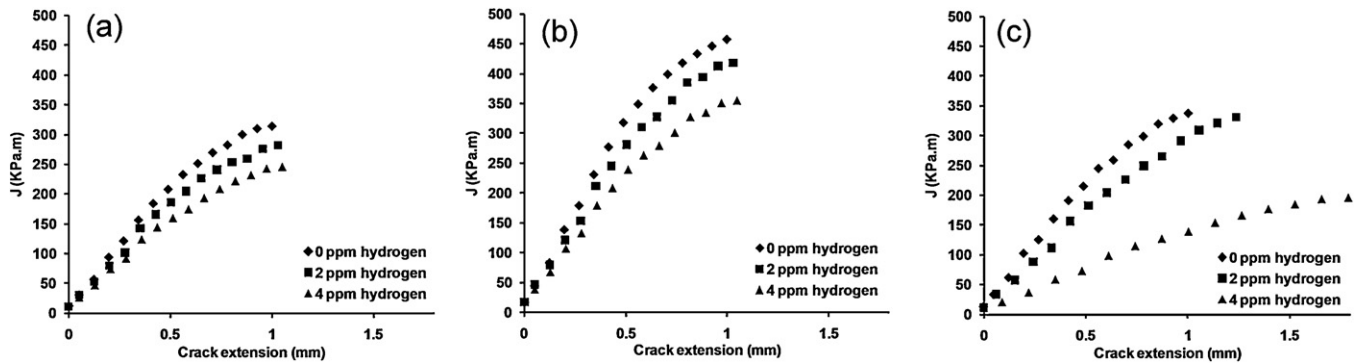 (a)
500
450
400
350
300
250
200
150
100
50
0
J (KPa.m)
0 0.5 1 1.5
Crack extension (mm)
0 ppm hydrogen
2 ppm hydrogen
4 ppm hydrogen
(b)
500
450
400
350
300
250
200
150
100
50
0
J (KPa.m)
0 0.5 1 1.5
Crack extension (mm)
0 ppm hydrogen
2 ppm hydrogen
4 ppm hydrogen
(c)
500
450
400
350
300
250
200
150
100
50
0
J (KPa.m)
0 0.5 1 1.5
Crack extension (mm)
0 ppm hydrogen
2 ppm hydrogen
4 ppm hydrogen